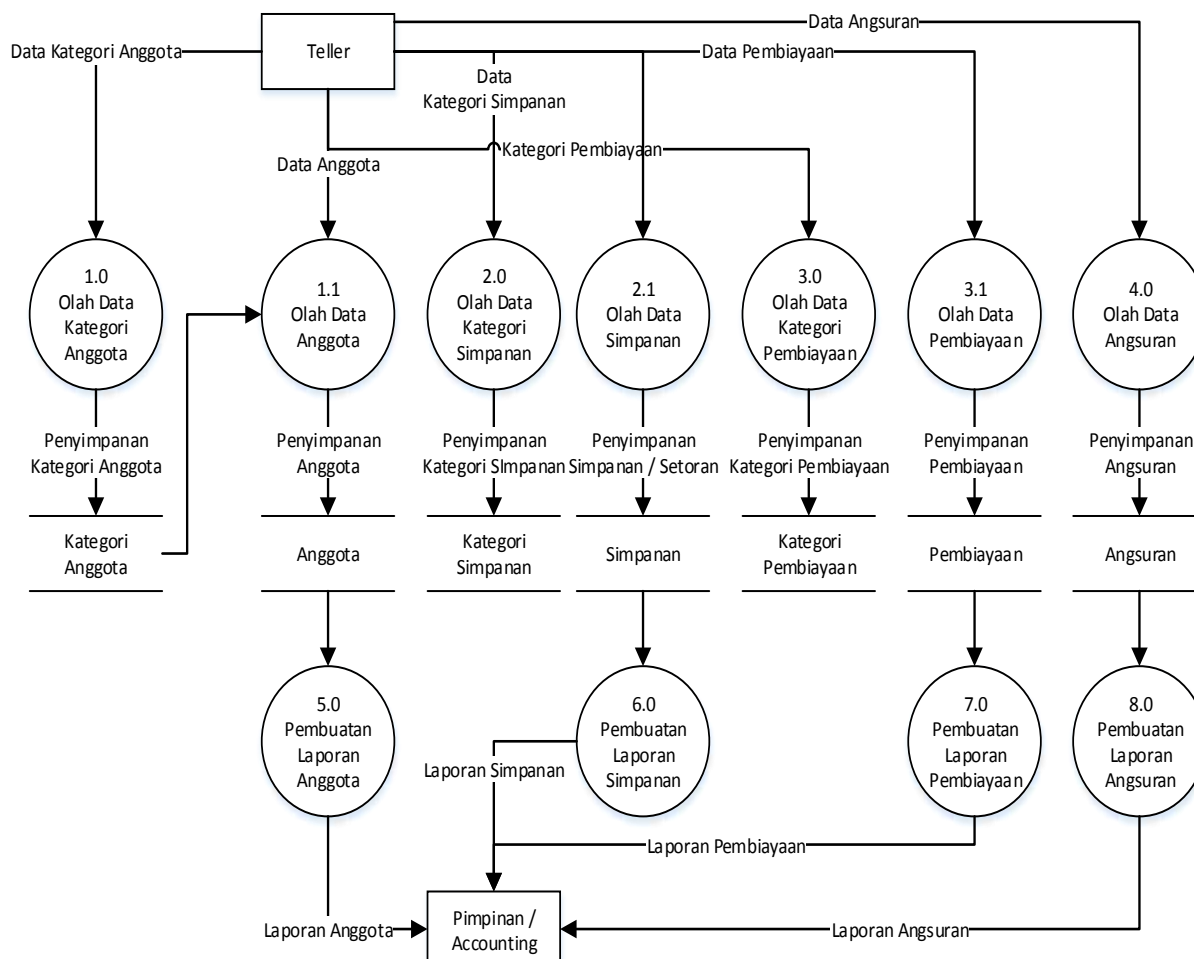 Data Angsuran
Data Kategori Anggota
Teller
Data Pembiayaan
Data
Kategori Simpanan
Kategori Pembiayaan
Data Anggota
1.0
Olah Data
Kategori
Anggota
1.1
Olah Data
Anggota
2.0
Olah Data
Kategori
Simpanan
2.1
Olah Data
Simpanan
3.0
Olah Data
Kategori
Pembiayaan
3.1
Olah Data
Pembiayaan
4.0
Olah Data
Angsuran
Penyimpanan
Kategori Anggota
Penyimpanan
Anggota
Penyimpanan
Kategori SImpanan
Penyimpanan
Simpanan / Setoran
Penyimpanan
Kategori Pembiayaan
Penyimpanan
Pembiayaan
Penyimpanan
Angsuran
Kategori
Anggota
Anggota
Kategori
Simpanan
Simpanan
Kategori
Pembiayaan
Pembiayaan
Angsuran
5.0
Pembuatan
Laporan
Anggota
6.0
Pembuatan
Laporan
Simpanan
7.0
Pembuatan
Laporan
Pembiayaan
8.0
Pembuatan
Laporan
Angsuran
Laporan Simpanan
Laporan Pembiayaan
Laporan Anggota
Pimpinan /
Accounting
Laporan Angsuran